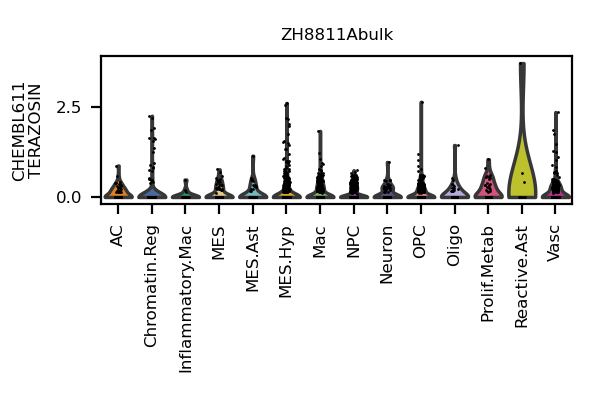 ZH8811Abulk
CHEMBL611
TERAZOSIN
2.5
0.0
AC
Chromatin.Reg
Inflammatory.Mac
MES
MES.Ast
MES.Hyp
Mac
NPC
Neuron
OPC
Oligo
Prolif.Metab
Reactive.Ast
Vasc